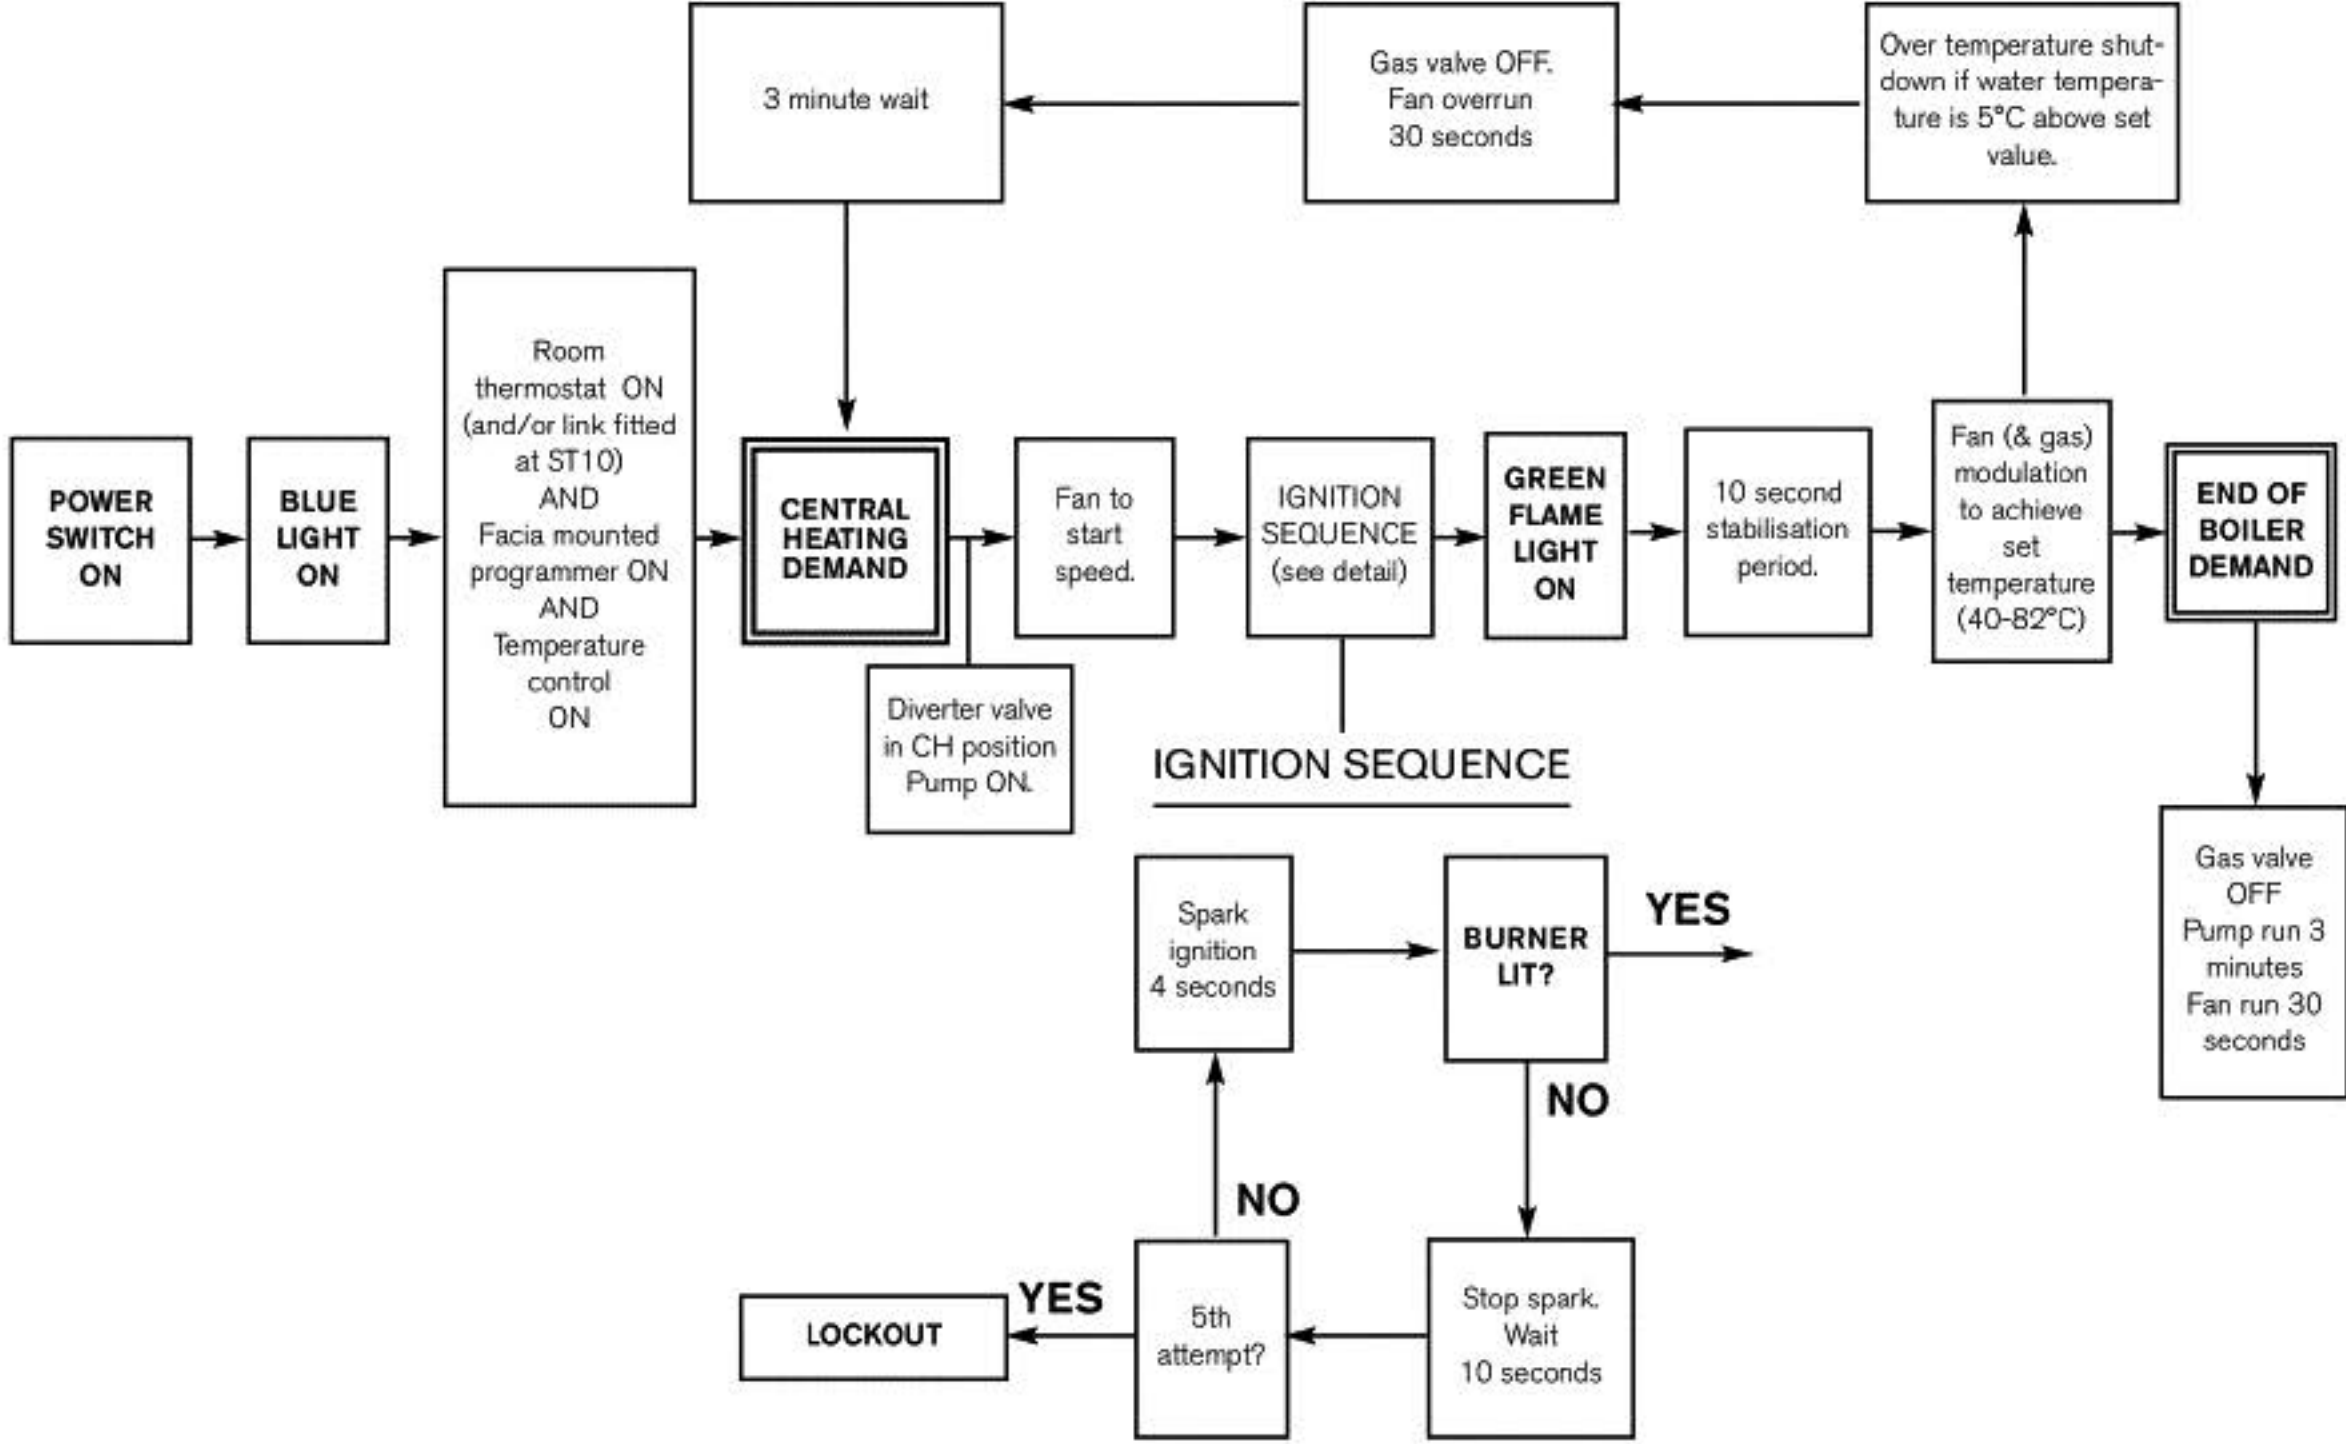 3 minute wait
Gas valve OFF.
Fan overrun
30 seconds
Over temperature shut-
down if water tempera-
ture is 5°C above set
value.
POWER
SWITCH
ON
BLUE
LIGHT
ON
Room
thermostat ON
(and/or link fitted
at ST10)
AND
Facia mounted
programmer ON
AND
Temperature
control
ON
CENTRAL
HEATING
DEMAND
Diverter valve
in CH position
Pump ON.
Fan to
start
speed.
IGNITION
SEQUENCE
(see detail)
GREEN
FLAME
LIGHT
ON
10 second
stabilisation
period.
Fan (& gas)
modulation
to achieve
set
temperature
(40-82°C)
END OF
BOILER
DEMAND
Gas valve
OFF
Pump run 3
minutes
Fan run 30
seconds
IGNITION SEQUENCE
Spark
ignition
4 seconds
BURNER
LIT?
YES
NO
Stop spark.
Wait
10 seconds
5th
attempt?
NO
YES
LOCKOUT